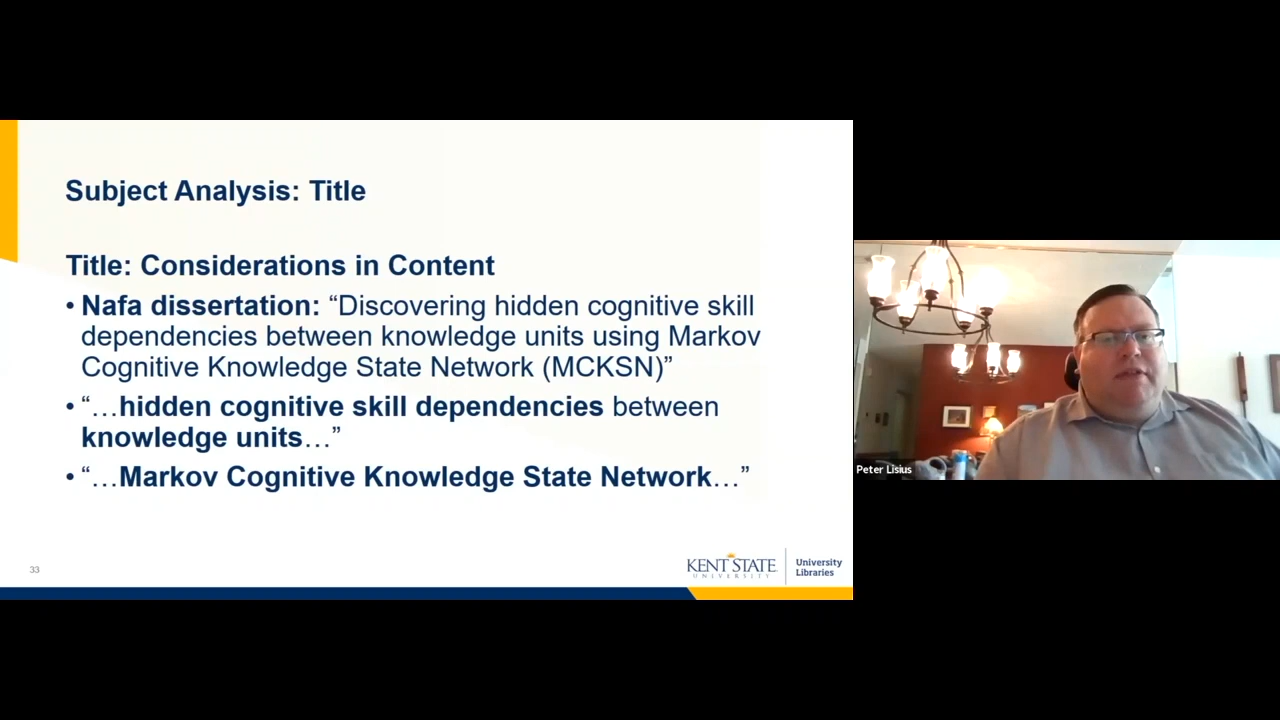 Subject Analysis: Title
Title: Considerations in Content
• Nafa dissertation: “Discovering hidden cognitive skill
dependencies between knowledge units using Markov
Cognitive Knowledge State Network (MCKSN)”
• “…hidden cognitive skill dependencies between
knowledge units…”
• “…Markov Cognitive Knowledge State Network…”
33
KENT STATE
UNIVERSITY
University
Libraries
Peter Lisius